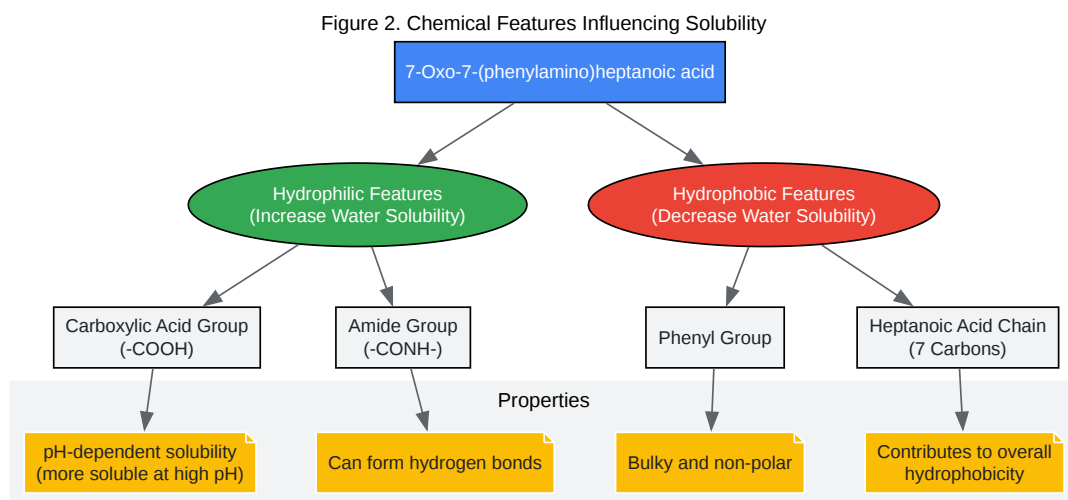 Figure 2. Chemical Features Influencing Solubility
7-Oxo-7-(phenylamino)heptanoic acid
Hydrophilic Features
(Increase Water Solubility)
Hydrophobic Features
(Decrease Water Solubility)
Carboxylic Acid Group
(-COOH)
Amide Group
(-CONH-)
Phenyl Group
Heptanoic Acid Chain
(7 Carbons)
Properties
pH-dependent solubility
(more soluble at high pH)
Can form hydrogen bonds
Bulky and non-polar
Contributes to overall
hydrophobicity